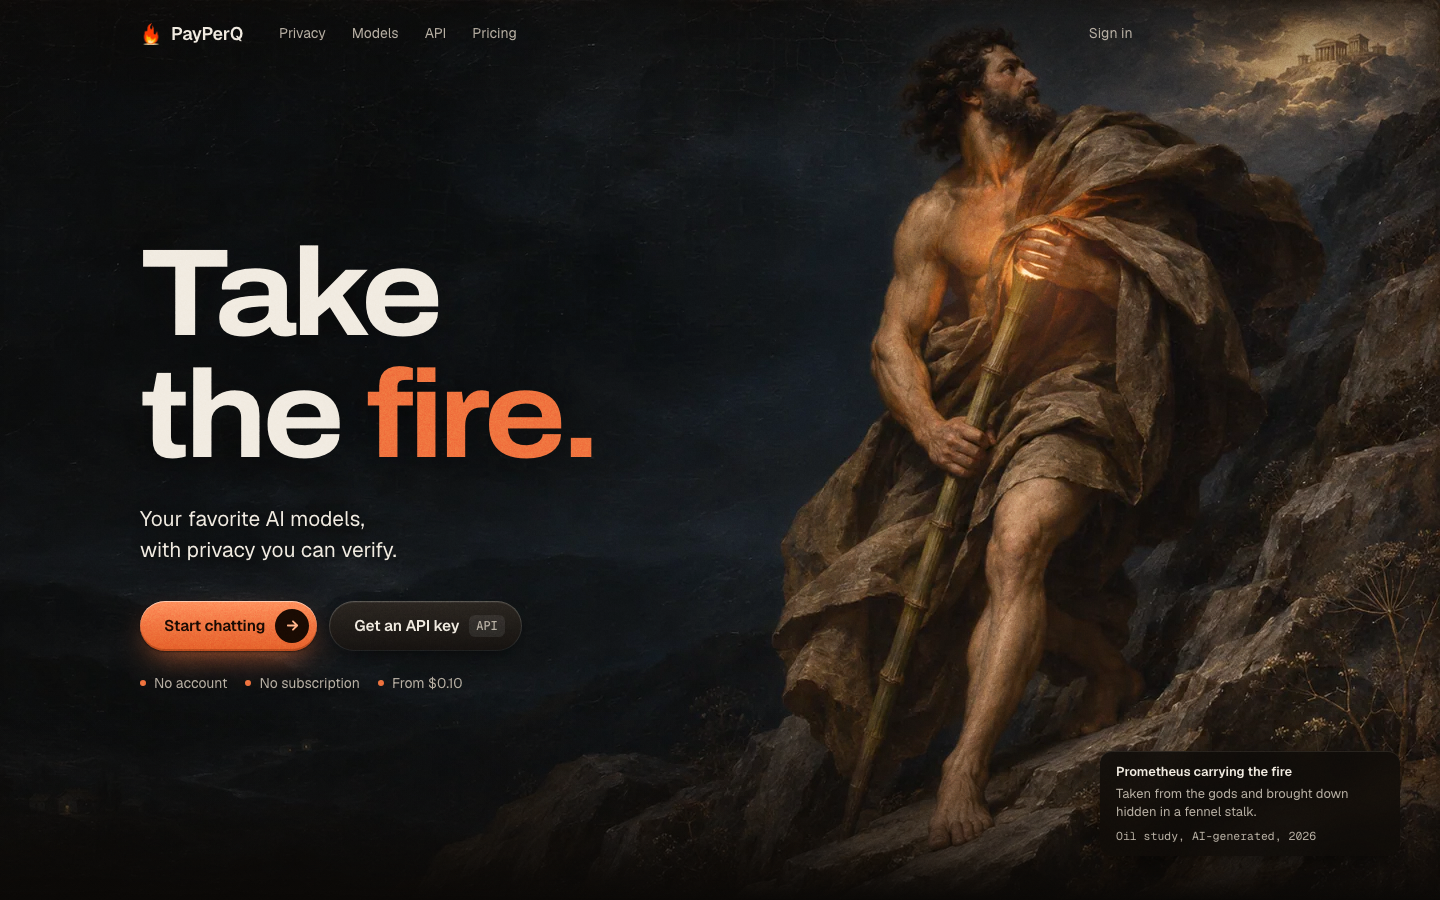 PayPerQ Privacy Models API Pricing Sign in
Take
the fire.
Your favorite AI models,
with privacy you can verify.
Start chatting Get an API key API
No account No subscription From $0.10
Prometheus carrying the fire
Taken from the gods and brought down
hidden in a fennel stalk.
Oil study, AI-generated, 2026